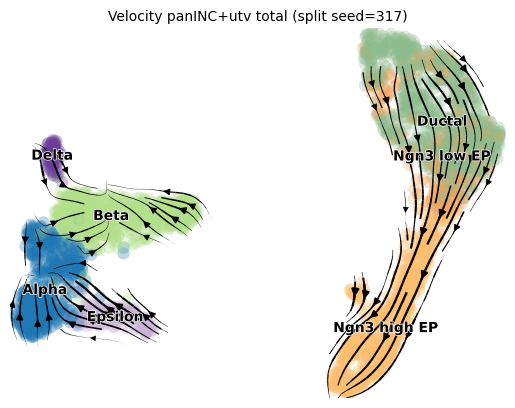 Velocity panINC+utv total (split seed=317)
Ductal
Delta
Ngn3 low EP
Beta
Alpha
Epsilon
Ngn3 high EP